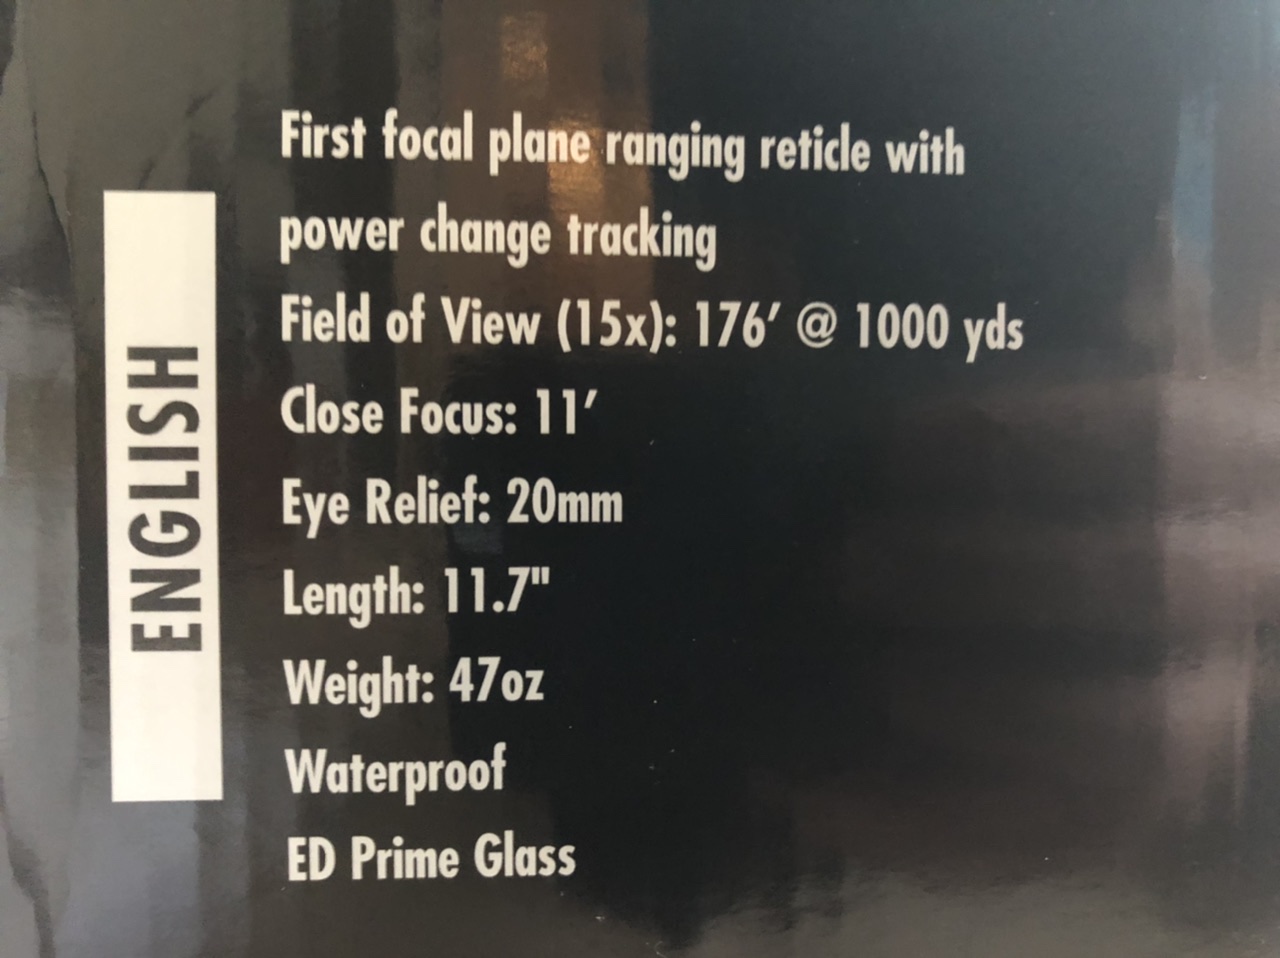 First focal plane ranging reticle with
power change tracking
Field of View (15x): 176′ @ 1000 yds
Close Focus: 11′
Eye Relief: 20mm
Length: 11.7"
Weight: 47oz
Waterproof
ED Prime Glass
ENGLISH